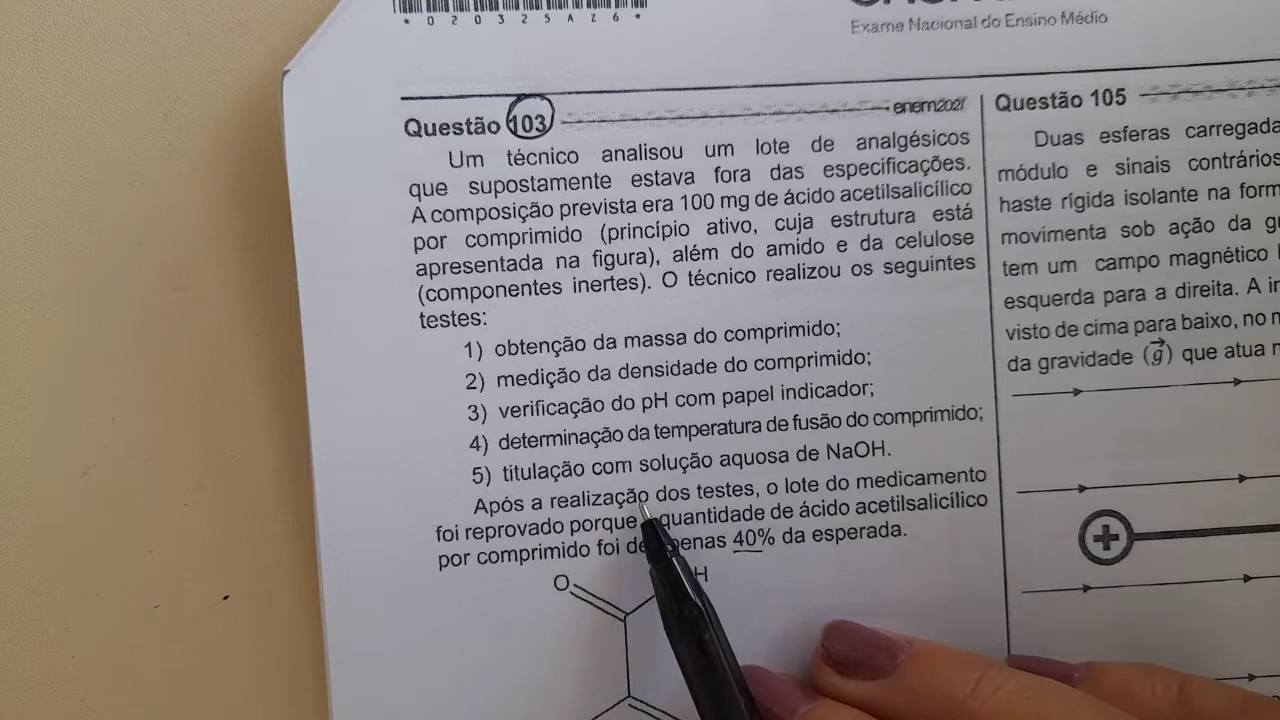 * 0 2 0 3 2 5 A Z 6 *
Exame Nacional do Ensino Médio
Questão 103
enem2021
Um técnico analisou um lote de analgésicos
que supostamente estava fora das especificações.
A composição prevista era 100 mg de ácido acetilsalicílico
por comprimido (princípio ativo, cuja estrutura está
apresentada na figura), além do amido e da celulose
(componentes inertes). O técnico realizou os seguintes
testes:
1) obtenção da massa do comprimido;
2) medição da densidade do comprimido;
3) verificação do pH com papel indicador;
4) determinação da temperatura de fusão do comprimido;
5) titulação com solução aquosa de NaOH.
Após a realização dos testes, o lote do medicamento
foi reprovado porque quantidade de ácido acetilsalicílico
por comprimido foi de penas 40% da esperada.
O
H
Questão 105
Duas esferas carregada
módulo e sinais contrários
haste rígida isolante na form
movimenta sob ação da g
tem um campo magnético
esquerda para a direita. A ir
visto de cima para baixo, no
da gravidade (g⃗) que atua
+